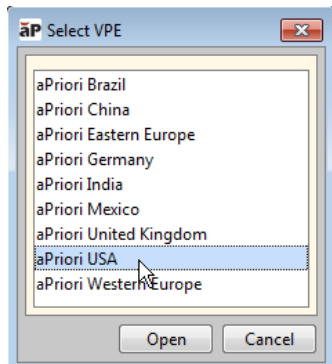 āP Select VPE
aPriori Brazil
aPriori China
aPriori Eastern Europe
aPriori Germany
aPriori India
aPriori Mexico
aPriori United Kingdom
aPriori USA
aPriori Western Europe
Open Cancel